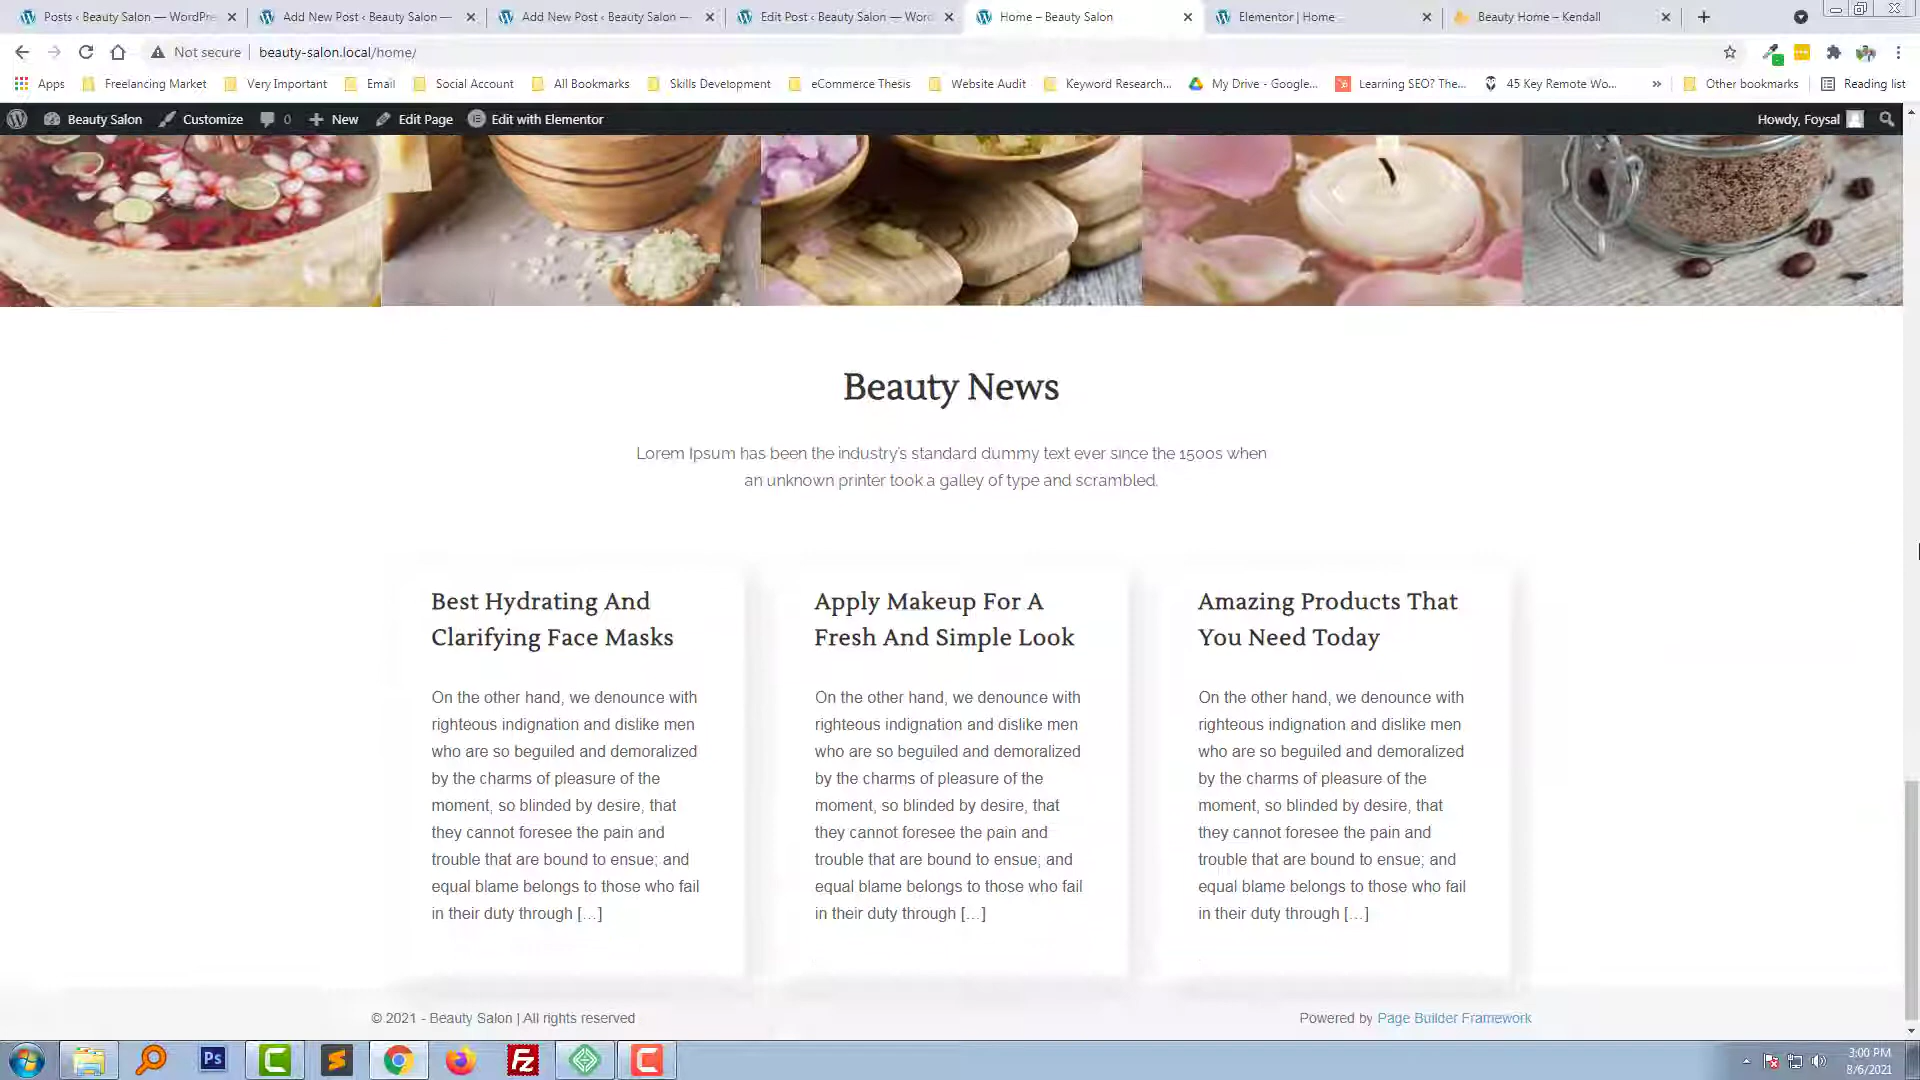 Posts ‹ Beauty Salon — WordPre
Add New Post ‹ Beauty Salon —
Add New Post ‹ Beauty Salon —
Edit Post ‹ Beauty Salon — Word
Home – Beauty Salon
Elementor | Home
Beauty Home – Kendall
Not secure
beauty-salon.local/home/
Apps
Freelancing Market
Very Important
Email
Social Account
All Bookmarks
Skills Development
eCommerce Thesis
Website Audit
Keyword Research...
My Drive - Google...
Learning SEO? The...
45 Key Remote Wo...
»
Other bookmarks
Reading list
Beauty Salon
Customize
0
New
Edit Page
Edit with Elementor
Howdy, Foysal
Beauty News
Lorem Ipsum has been the industry's standard dummy text ever since the 1500s when
an unknown printer took a galley of type and scrambled.
Best Hydrating And
Clarifying Face Masks
On the other hand, we denounce with
righteous indignation and dislike men
who are so beguiled and demoralized
by the charms of pleasure of the
moment, so blinded by desire, that
they cannot foresee the pain and
trouble that are bound to ensue; and
equal blame belongs to those who fail
in their duty through […]
Apply Makeup For A
Fresh And Simple Look
On the other hand, we denounce with
righteous indignation and dislike men
who are so beguiled and demoralized
by the charms of pleasure of the
moment, so blinded by desire, that
they cannot foresee the pain and
trouble that are bound to ensue; and
equal blame belongs to those who fail
in their duty through […]
Amazing Products That
You Need Today
On the other hand, we denounce with
righteous indignation and dislike men
who are so beguiled and demoralized
by the charms of pleasure of the
moment, so blinded by desire, that
they cannot foresee the pain and
trouble that are bound to ensue; and
equal blame belongs to those who fail
in their duty through […]
© 2021 - Beauty Salon | All rights reserved
Powered by Page Builder Framework
Ps
Fz
3:00 PM
8/6/2021